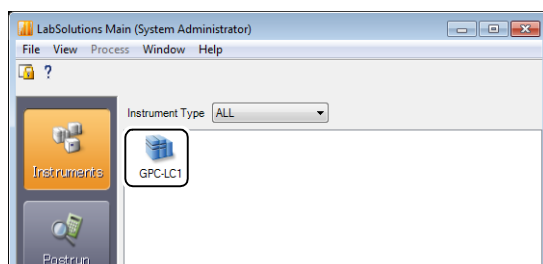 LabSolutions Main (System Administrator)
File View Process Window Help
?
Instrument Type ALL
Instruments
GPC-LC1
Postrun